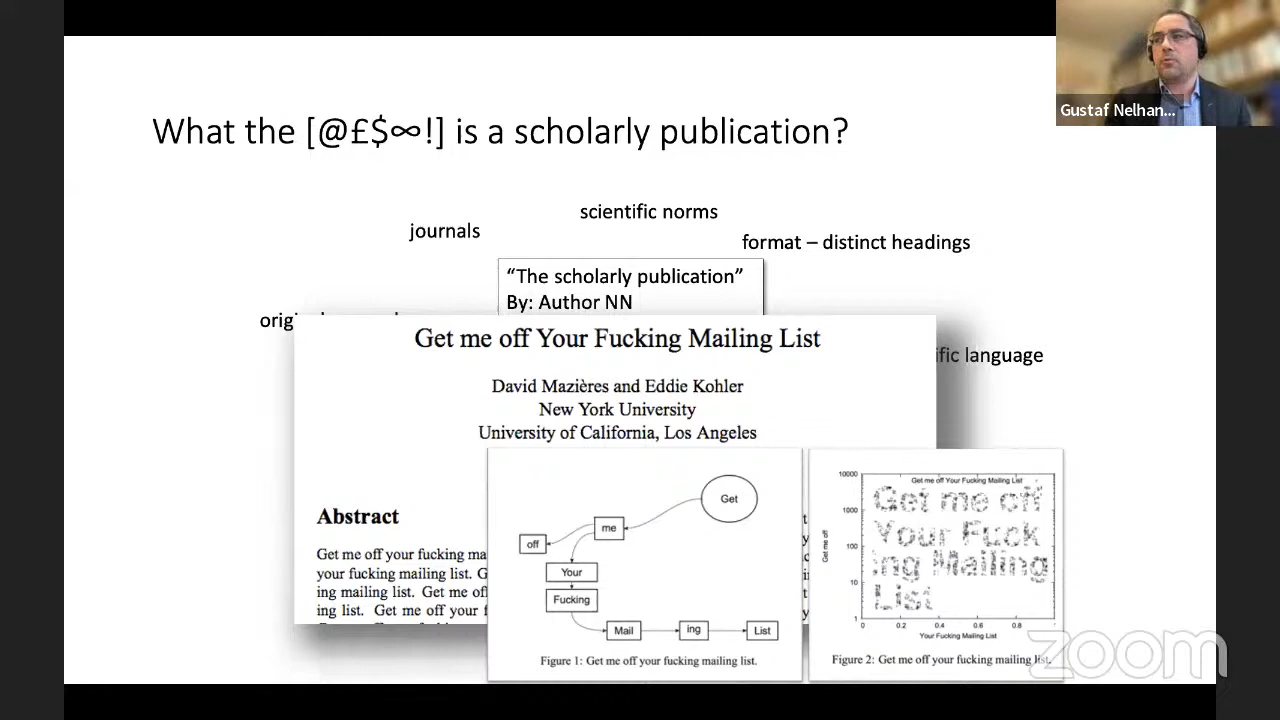 Gustaf Nelhan...
What the [@£$∞!] is a scholarly publication?
scientific norms
journals
format – distinct headings
"The scholarly publication"
By: Author NN
Get me off Your Fucking Mailing List
ific language
David Mazières and Eddie Kohler
New York University
University of California, Los Angeles
Abstract
Get me off your fucking ma
your fucking mailing list. G
ing mailing list. Get me of
ing list. Get me off your f
Get
me
off
Your
Fucking
Mail
ing
List
Figure 1: Get me off your fucking mailing list.
Get me off Your Fucking Mailing List
10000
1000
100
10
1
Get me off
Get me off
Your Fuck
ing Mailing
List
0 0.2 0.4 0.6 0.8
Your Fucking Mailing List
Figure 2: Get me off your fucking mailing list.
zoom